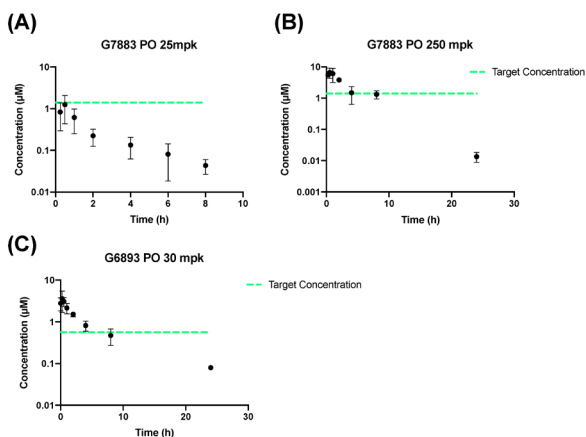 (A)
G7883 PO 25mpk
Concentration (µM)
10
1
0.1
0.01
0
2
4
6
8
10
Time (h)
(B)
G7883 PO 250 mpk
Target Concentration
Concentration (µM)
10
1
0.1
0.01
0.001
0
10
20
30
Time (h)
(C)
G6893 PO 30 mpk
Target Concentration
Concentration (µM)
10
1
0.1
0.01
0
10
20
30
Time (h)